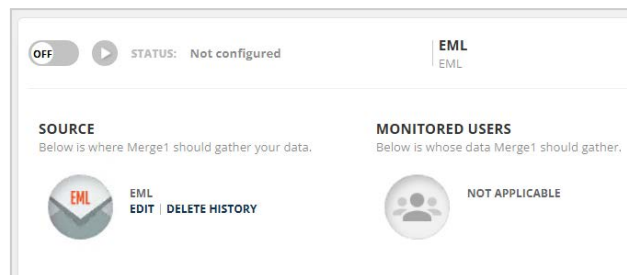 OFF
STATUS: Not configured
EML
EML
SOURCE
Below is where Merge1 should gather your data.
EML
EML
EDIT | DELETE HISTORY
MONITORED USERS
Below is whose data Merge1 should gather.
NOT APPLICABLE